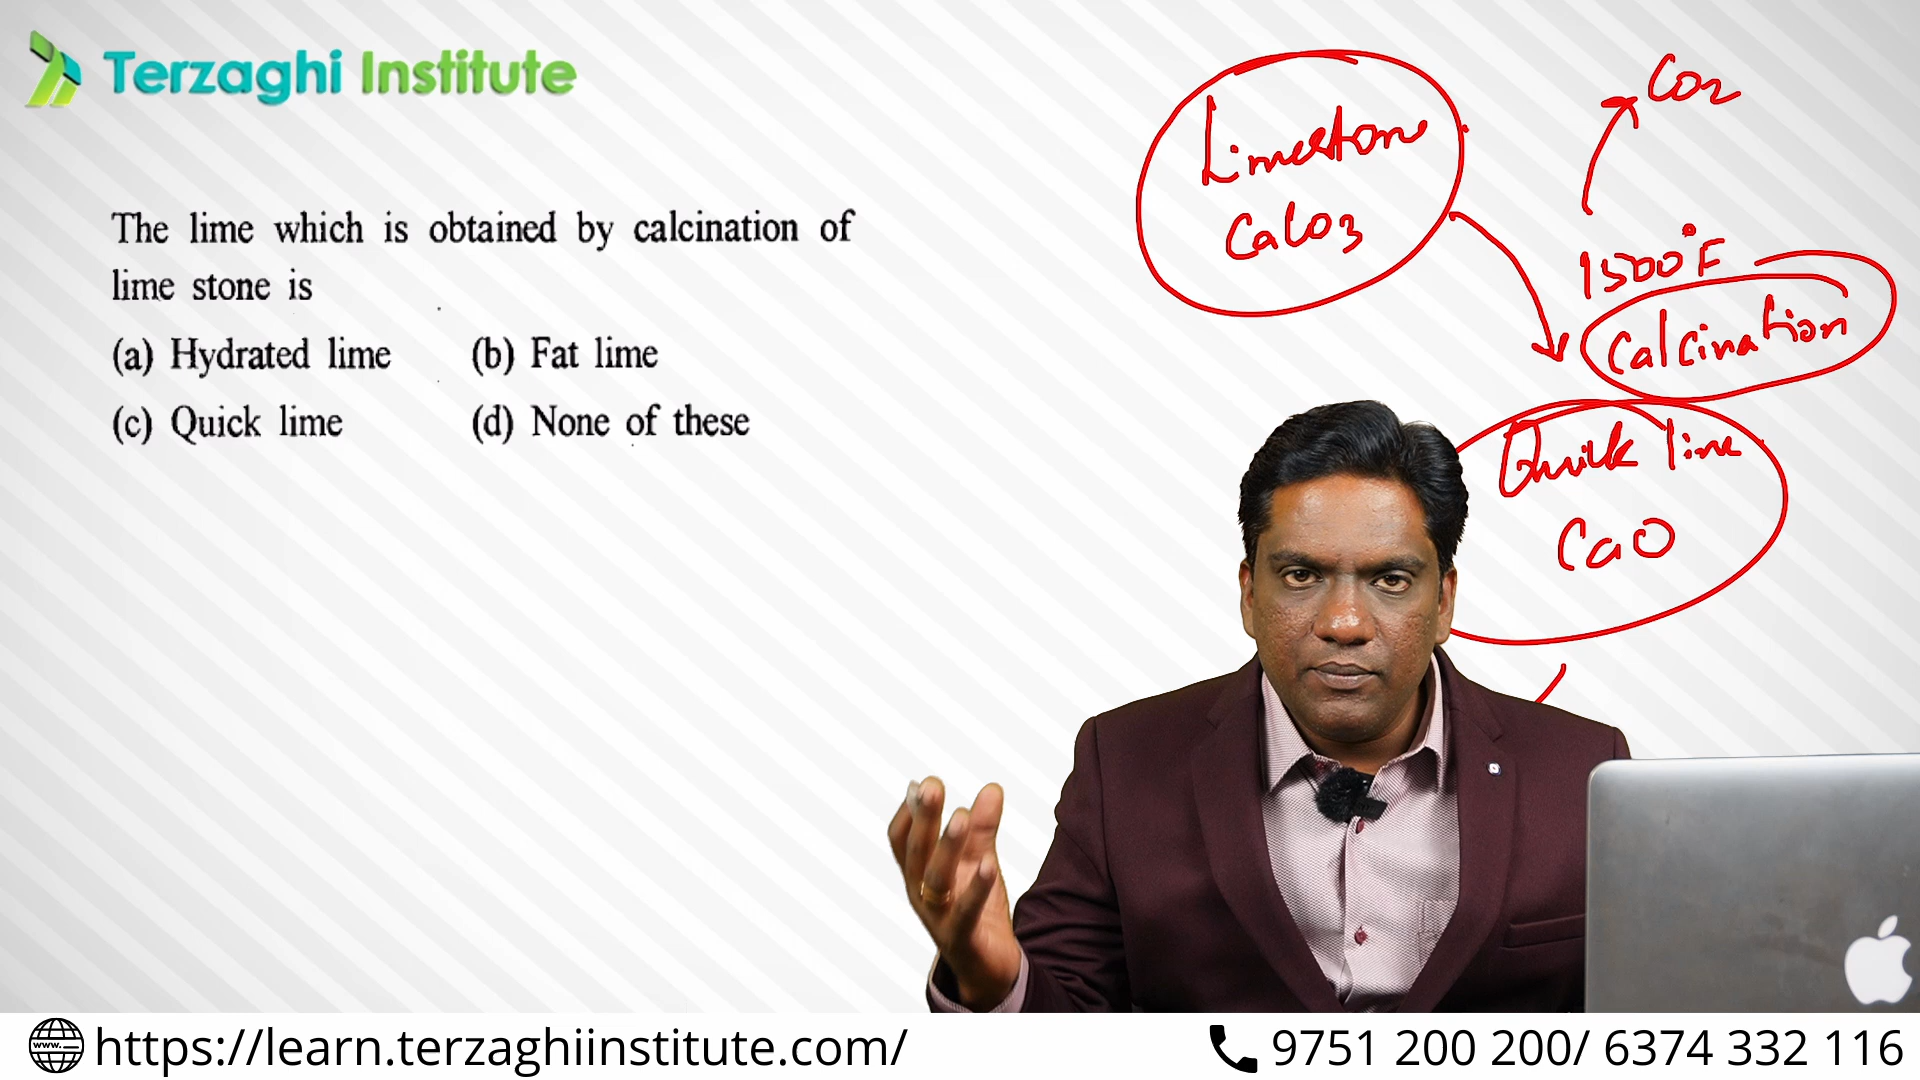 Terzaghi Institute
The lime which is obtained by calcination of
lime stone is
(a) Hydrated lime (b) Fat lime
(c) Quick lime (d) None of these
Limestone
CaCO3
CO2
1500°F
Calcination
Quick lime
CaO
www.
https://learn.terzaghiinstitute.com/
9751 200 200/ 6374 332 116